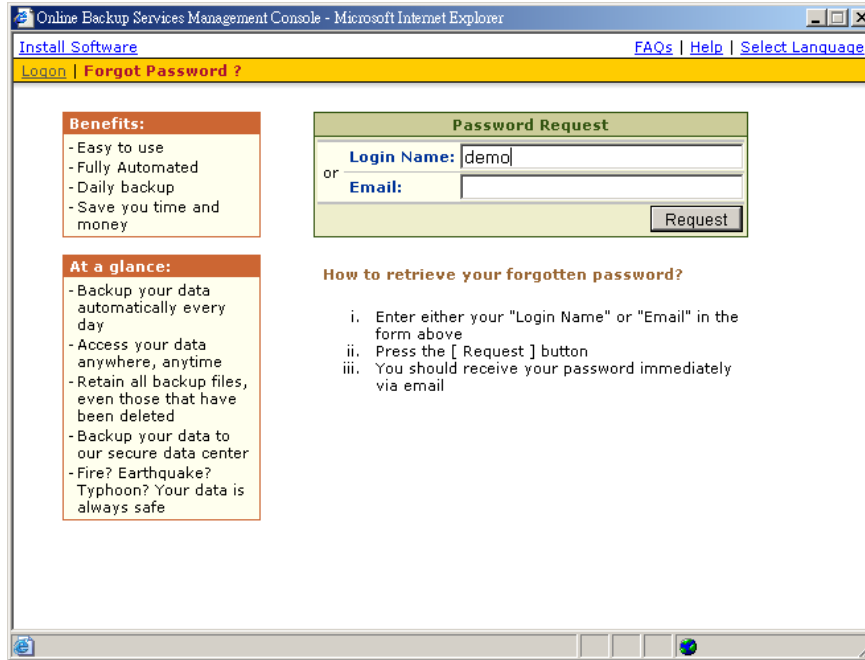 Online Backup Services Management Console - Microsoft Internet Explorer
Install Software
FAQs | Help | Select Language
Logon | Forgot Password ?
Benefits:
- Easy to use
- Fully Automated
- Daily backup
- Save you time and
money
At a glance:
- Backup your data
automatically every
day
- Access your data
anywhere, anytime
- Retain all backup files,
even those that have
been deleted
- Backup your data to
our secure data center
- Fire? Earthquake?
Typhoon? Your data is
always safe
Password Request
or
Login Name: demo
Email:
Request
How to retrieve your forgotten password?
i. Enter either your "Login Name" or "Email" in the
form above
ii. Press the [ Request ] button
iii. You should receive your password immediately
via email